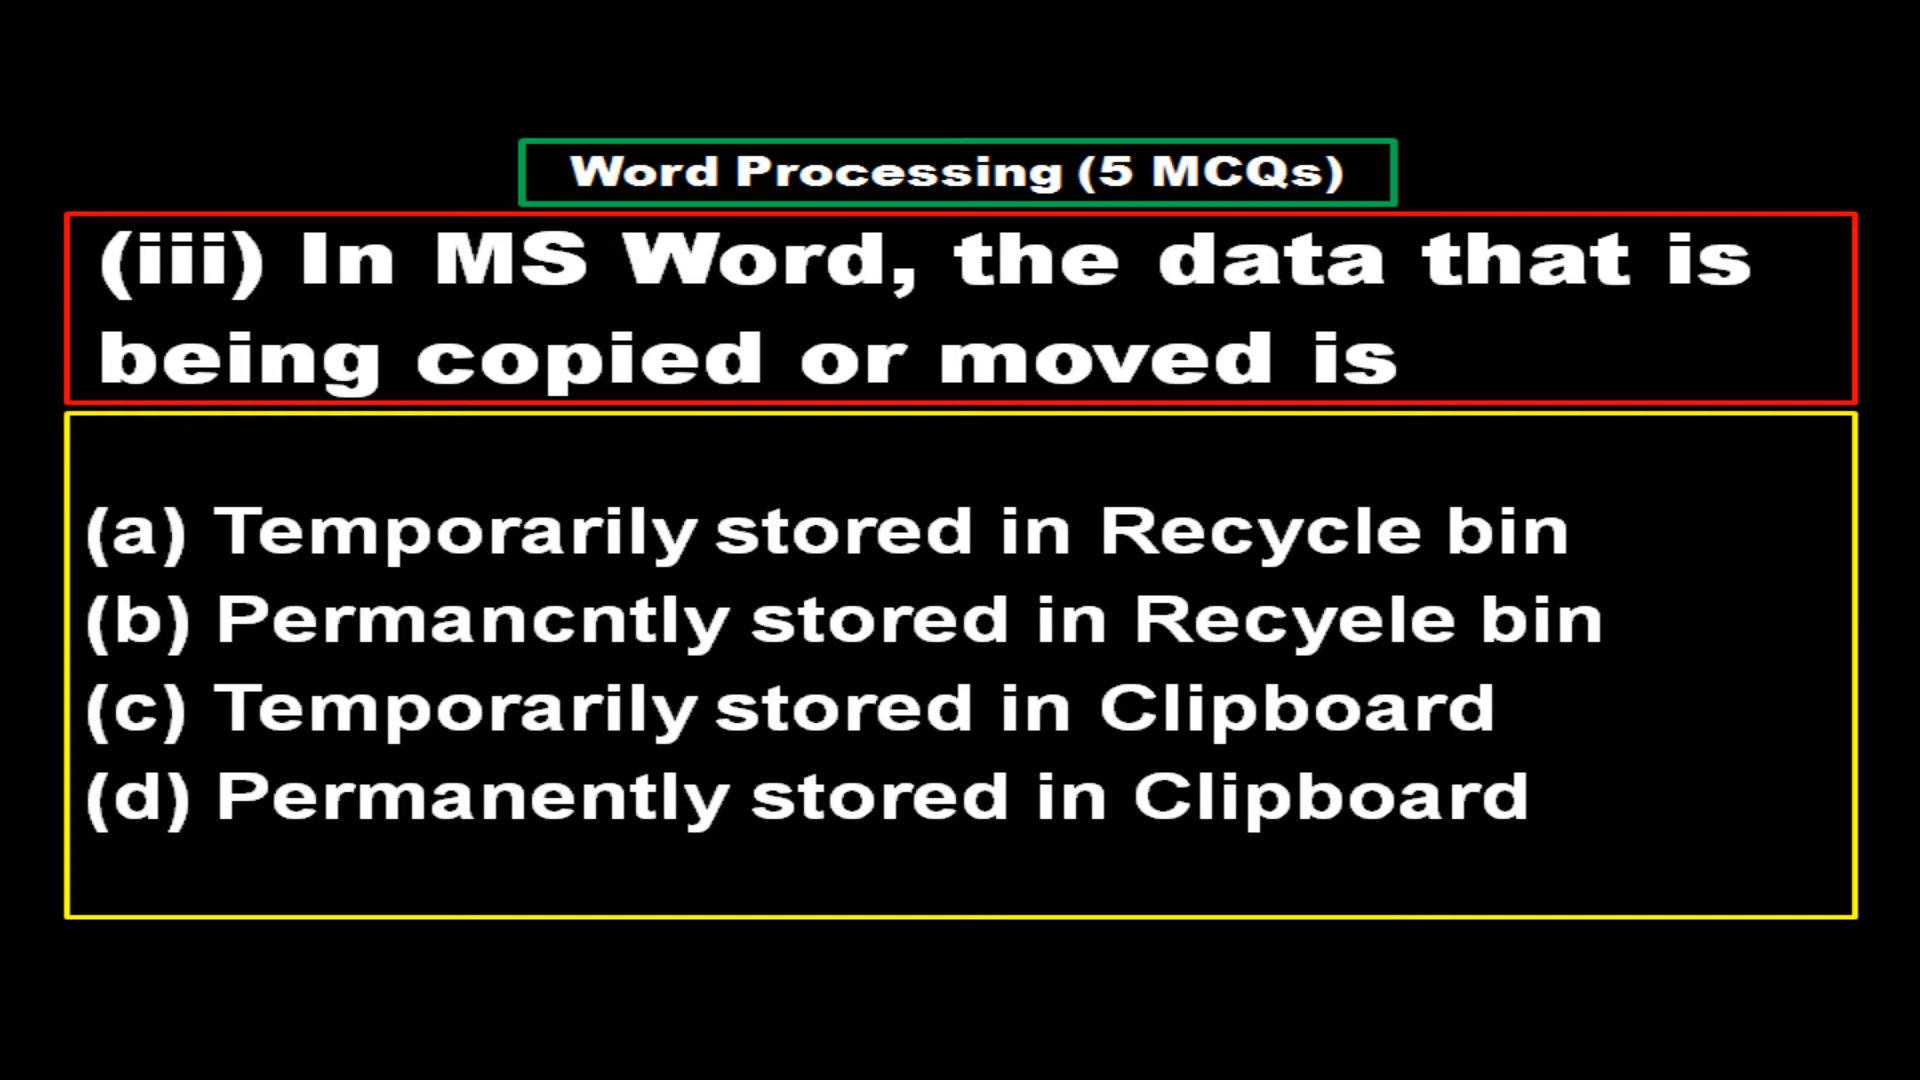 Word Processing (5 MCQs)
(iii) In MS Word, the data that is
being copied or moved is
(a) Temporarily stored in Recycle bin
(b) Permancntly stored in Recyele bin
(c) Temporarily stored in Clipboard
(d) Permanently stored in Clipboard